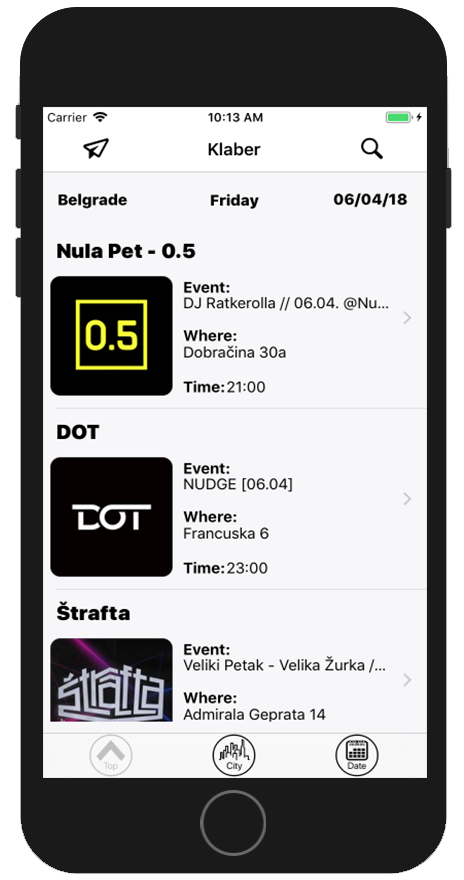 Carrier 10:13 AM
Klaber
Belgrade Friday 06/04/18
Nula Pet - 0.5
0.5
Event:
DJ Ratkerolla // 06.04. @Nu...
Where:
Dobračina 30a
Time: 21:00
DOT
DOT
Event:
NUDGE [06.04]
Where:
Francuska 6
Time: 23:00
Štrafta
štrafta
Event:
Veliki Petak - Velika Žurka /...
Where:
Admirala Geprata 14
Top City Date